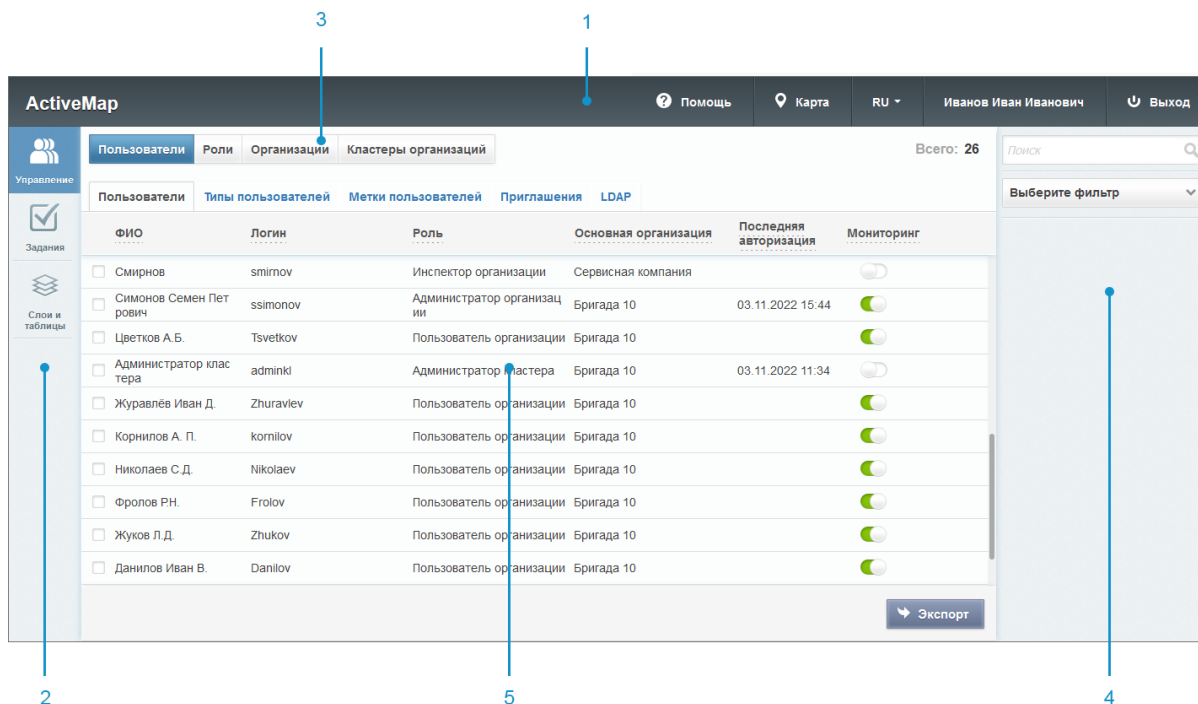 3
1
ActiveMap
Помощь
Карта
RU
Иванов Иван Иванович
Выход
Управление
Задания
Слои и
таблицы
Пользователи Роли Организации Кластеры организаций
Всего: 26
Пользователи Типы пользователей Метки пользователей Приглашения LDAP
ФИО Логин Роль Основная организация Последняя
авторизация Мониторинг
Смирнов smirnov Инспектор организации Сервисная компания
Симонов Семен Пет
рович ssimonov Администратор организац
ии Бригада 10 03.11.2022 15:44
Цветков А.Б. Tsvetkov Пользователь организации Бригада 10
Администратор клас
тера adminkl Администратор кластера Бригада 10 03.11.2022 11:34
Журавлёв Иван Д. Zhuravlev Пользователь организации Бригада 10
Корнилов А. П. kornilov Пользователь организации Бригада 10
Николаев С.Д. Nikolaev Пользователь организации Бригада 10
Фролов Р.Н. Frolov Пользователь организации Бригада 10
Жуков Л.Д. Zhukov Пользователь организации Бригада 10
Данилов Иван В. Danilov Пользователь организации Бригада 10
Экспорт
Поиск
Выберите фильтр
2
5
4